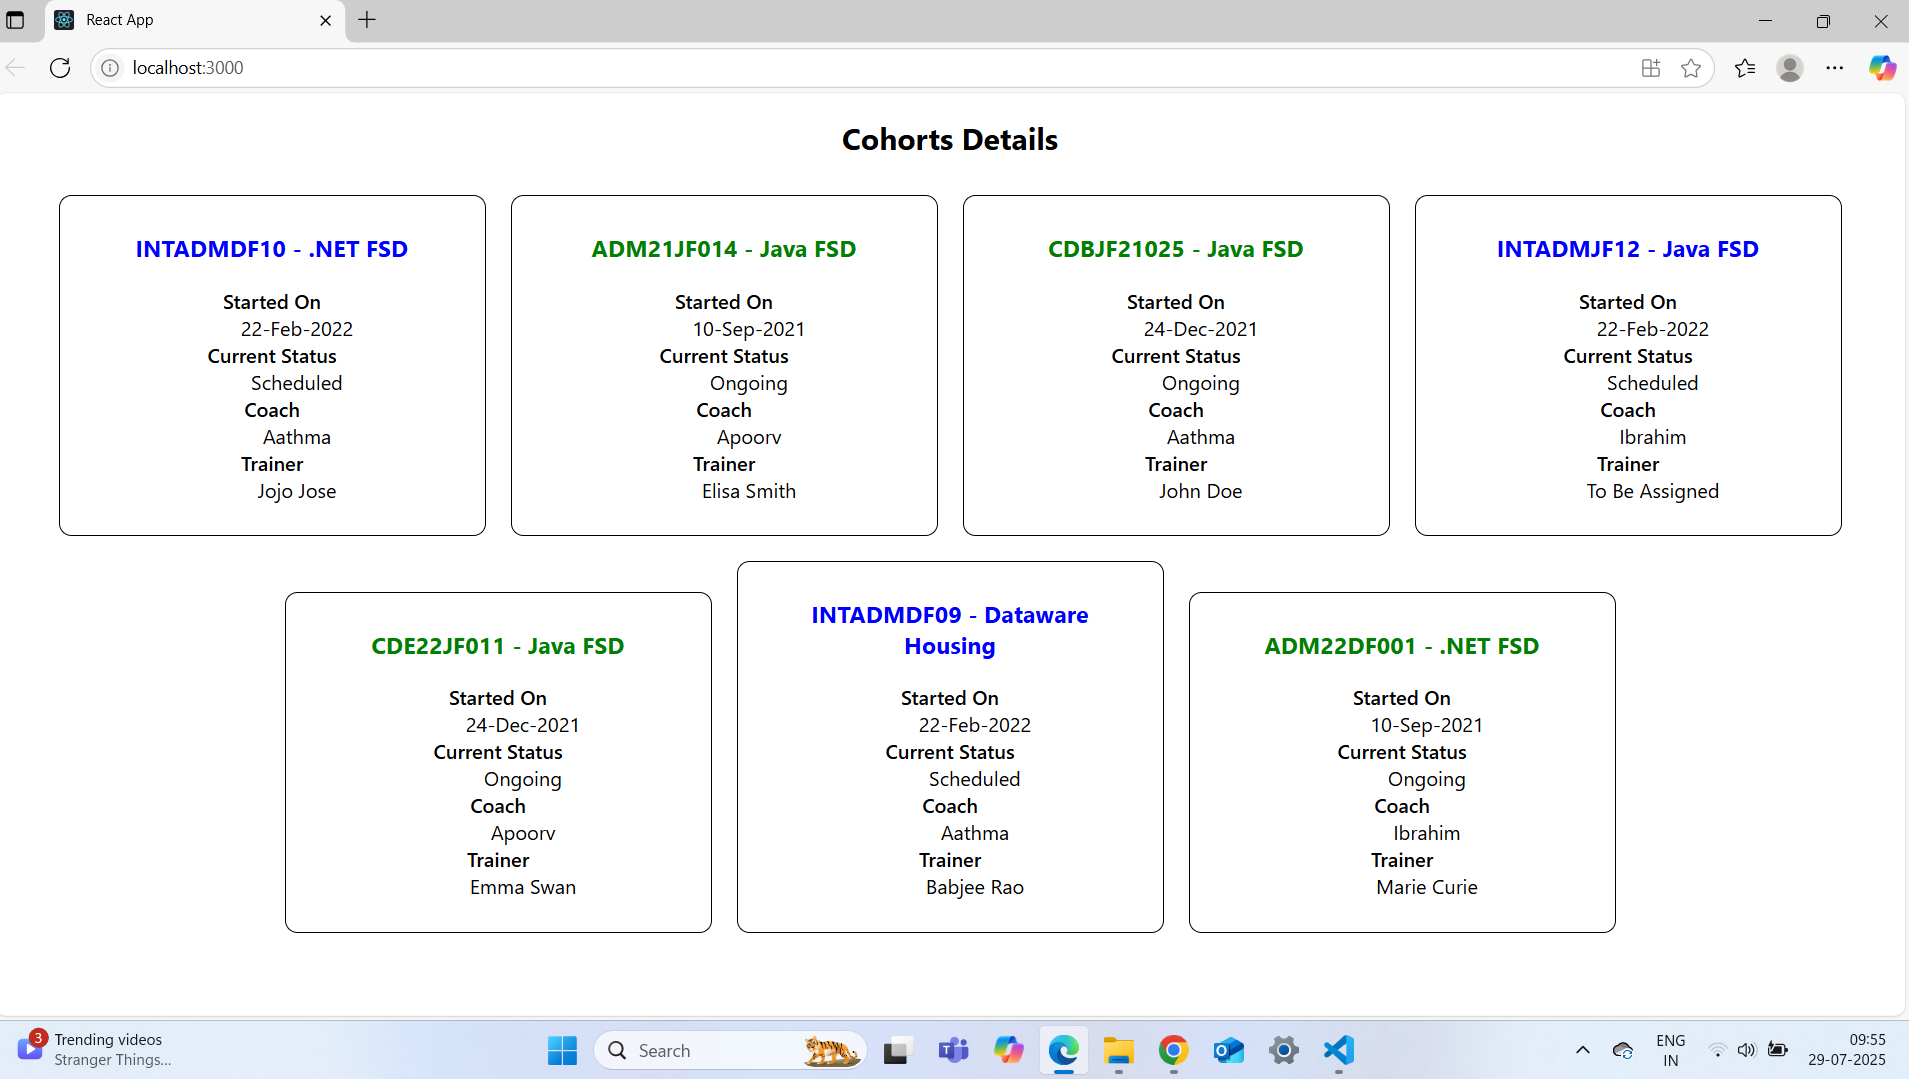 React App
localhost:3000
Cohorts Details
INTADMDF10 - .NET FSD
Started On
22-Feb-2022
Current Status
Scheduled
Coach
Aathma
Trainer
Jojo Jose
ADM21JF014 - Java FSD
Started On
10-Sep-2021
Current Status
Ongoing
Coach
Apoorv
Trainer
Elisa Smith
CDBJF21025 - Java FSD
Started On
24-Dec-2021
Current Status
Ongoing
Coach
Aathma
Trainer
John Doe
INTADMJF12 - Java FSD
Started On
22-Feb-2022
Current Status
Scheduled
Coach
Ibrahim
Trainer
To Be Assigned
CDE22JF011 - Java FSD
Started On
24-Dec-2021
Current Status
Ongoing
Coach
Apoorv
Trainer
Emma Swan
INTADMDF09 - Dataware
Housing
Started On
22-Feb-2022
Current Status
Scheduled
Coach
Aathma
Trainer
Babjee Rao
ADM22DF001 - .NET FSD
Started On
10-Sep-2021
Current Status
Ongoing
Coach
Ibrahim
Trainer
Marie Curie
3
Trending videos
Stranger Things...
Search
ENG
IN
09:55
29-07-2025